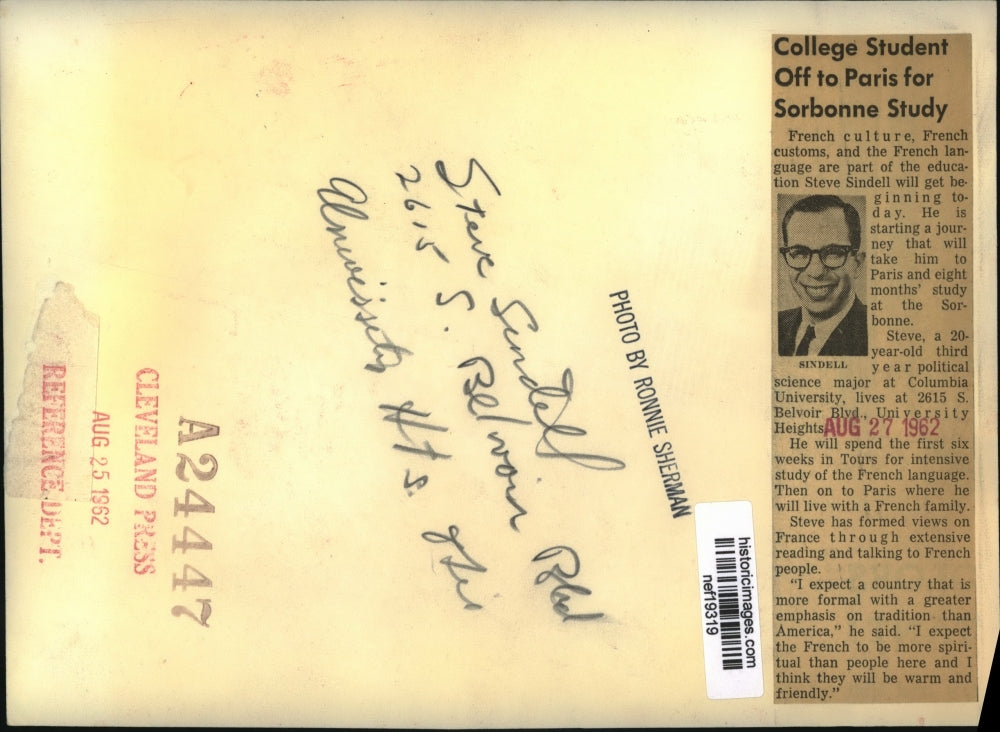 College Student
Off to Paris for
Sorbonne Study
French culture, French
customs, and the French lan-
guage are part of the educa-
tion Steve Sindell will get be-
ginning to-
day. He is
starting a jour-
ney that will
take him to
Paris and eight
months' study
at the Sor-
bonne.
Steve, a 20-
year-old third
year political
SINDELL
science major at Columbia
University, lives at 2615 S.
Belvoir Blvd., University
Heights.
AUG 27 1962
He will spend the first six
weeks in Tours for intensive
study of the French language.
Then on to Paris where he
will live with a French family.
Steve has formed views on
France through extensive
reading and talking to French
people.
"I expect a country that is
more formal with a greater
emphasis on tradition than
America," he said. "I expect
the French to be more spiri-
tual than people here and I
think they will be warm and
friendly."
historicimages.com
nef19319
PHOTO BY RONNIE SHERMAN
Steve Sindell
2615 S. Belvoir Blvd
University Hts.
A24447
CLEVELAND PRESS
AUG 25 1962
REFERENCE DEPT.